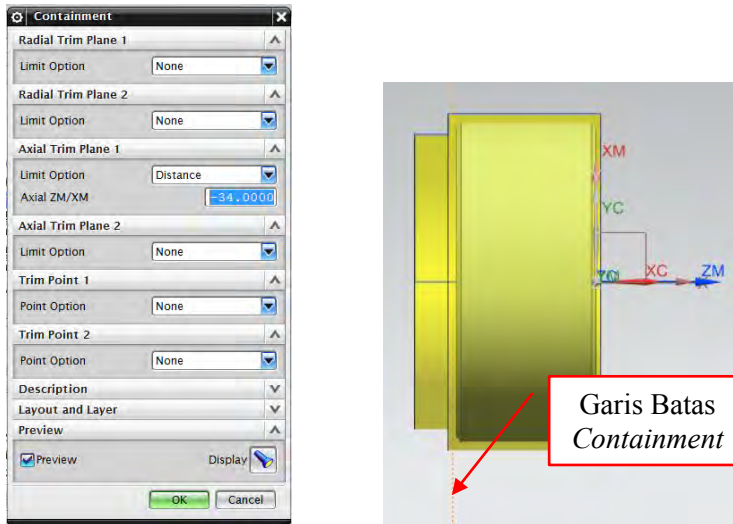 Containment
Radial Trim Plane 1
Limit Option None
Radial Trim Plane 2
Limit Option None
Axial Trim Plane 1
Limit Option Distance
Axial ZM/XM -34.0000
Axial Trim Plane 2
Limit Option None
Trim Point 1
Point Option None
Trim Point 2
Point Option None
Description
Layout and Layer
Preview
Preview Display
OK Cancel
XM
YC
XC ZM
Garis Batas
Containment